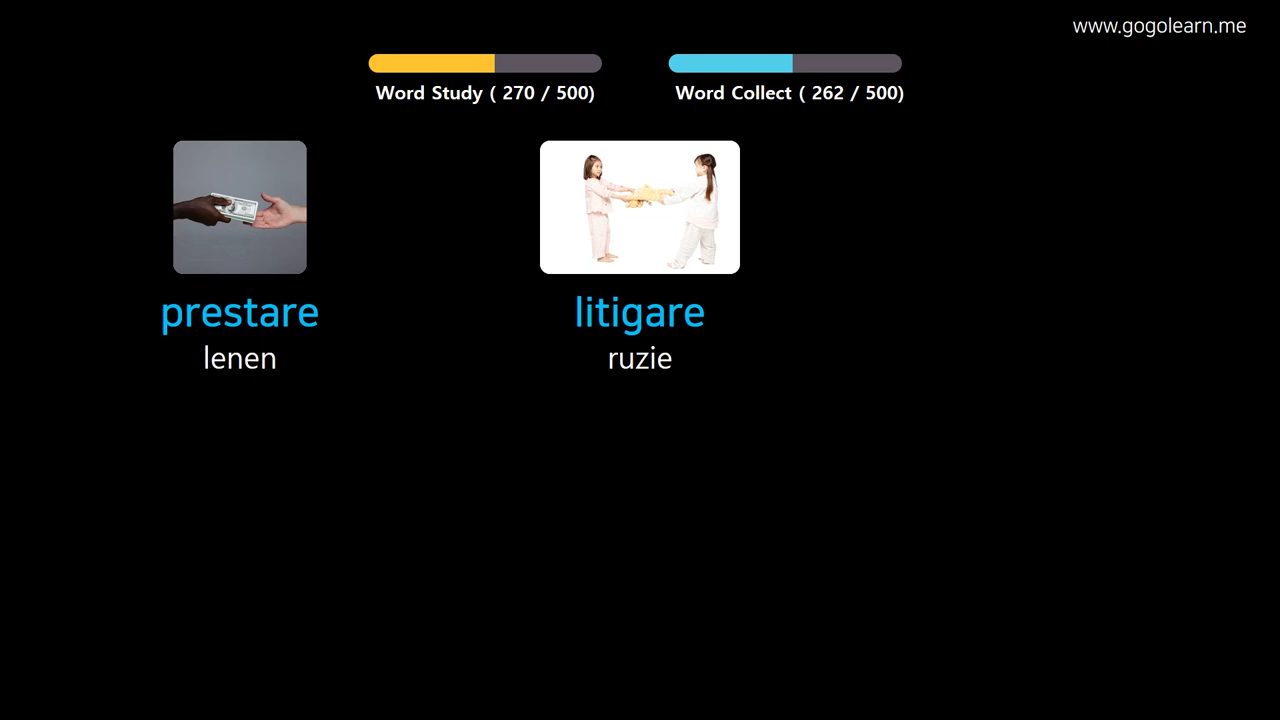 www.gogolearn.me
Word Study ( 270 / 500)
Word Collect ( 262 / 500)
prestare
lenen
litigare
ruzie